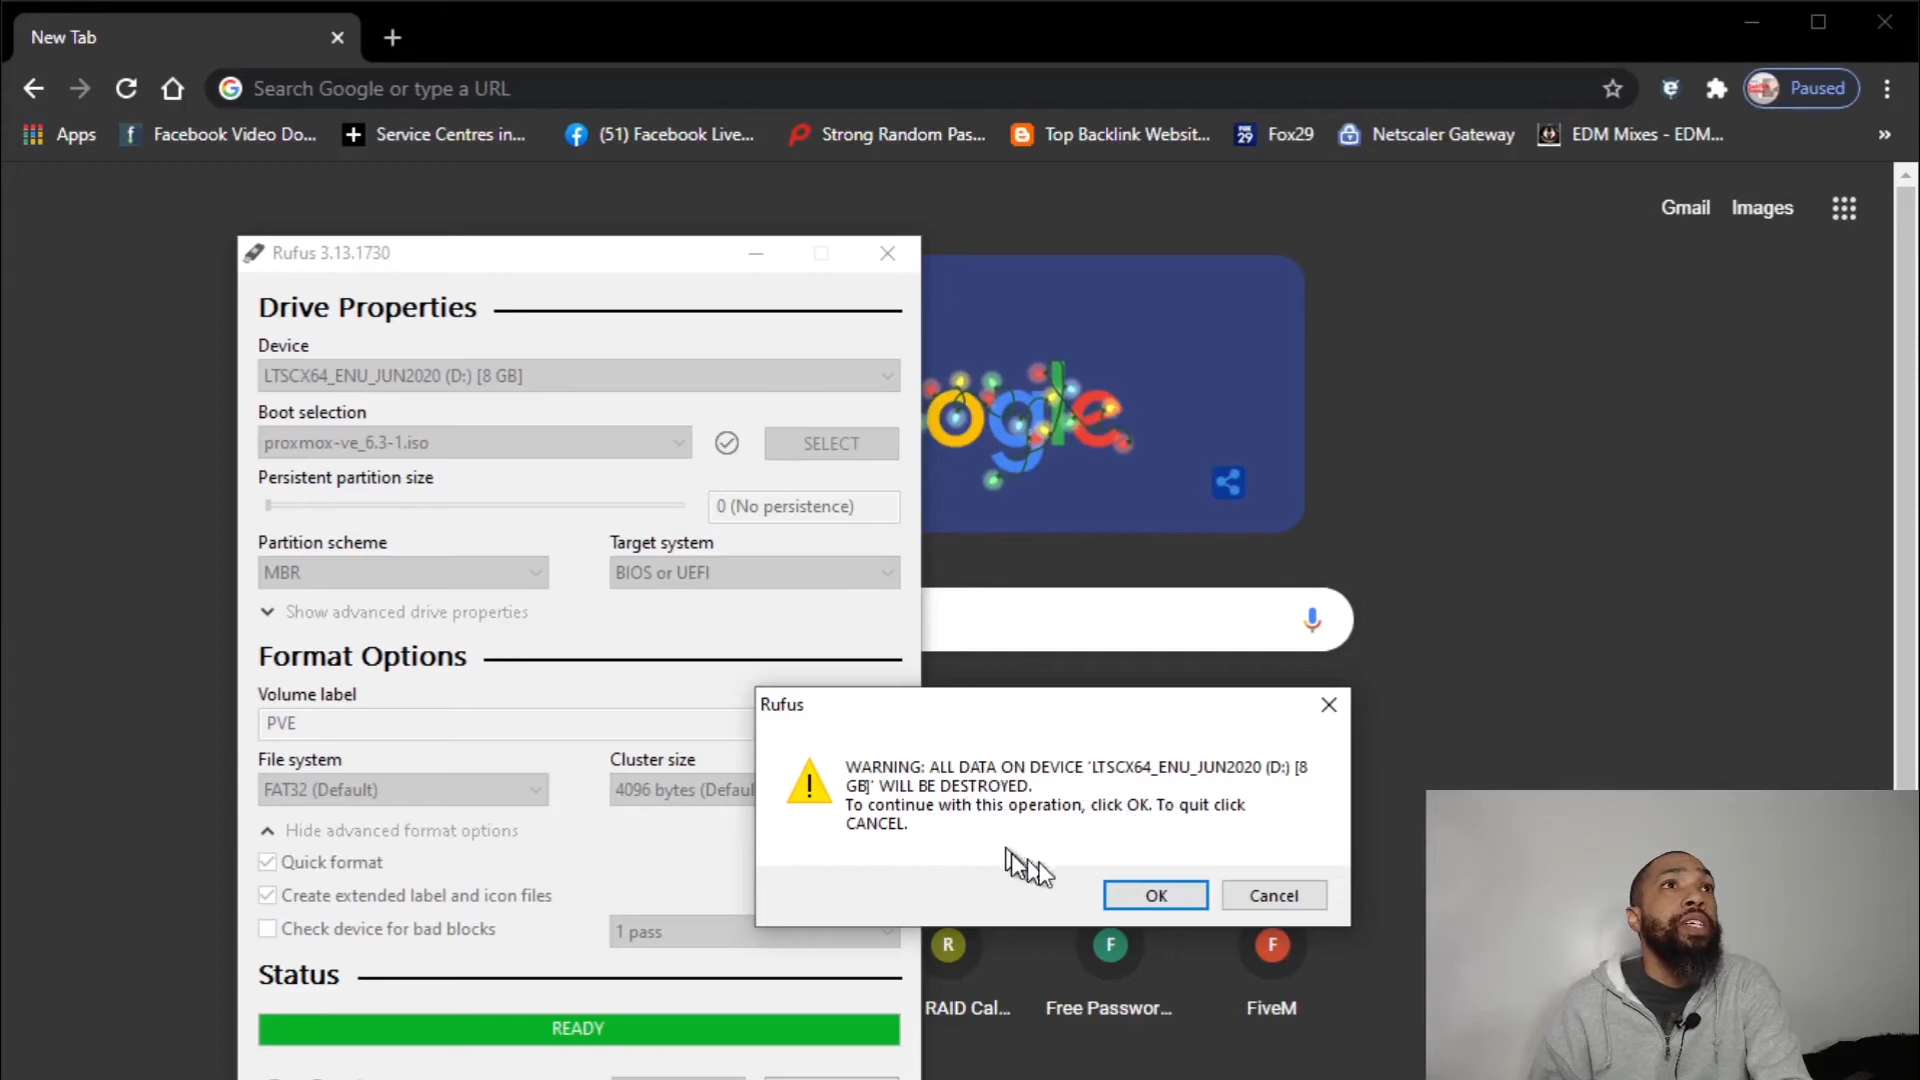 New Tab
Search Google or type a URL
Paused
Apps
Facebook Video Do...
Service Centres in...
(51) Facebook Live...
Strong Random Pas...
Top Backlink Websit...
Fox29
Netscaler Gateway
EDM Mixes - EDM...
»
Gmail
Images
Rufus 3.13.1730
Drive Properties
Device
LTSCX64_ENU_JUN2020 (D:) [8 GB]
Boot selection
proxmox-ve_6.3-1.iso
SELECT
Persistent partition size
0 (No persistence)
Partition scheme
Target system
MBR
BIOS or UEFI
Show advanced drive properties
Format Options
Volume label
PVE
File system
Cluster size
FAT32 (Default)
4096 bytes (Defaul
Hide advanced format options
Quick format
Create extended label and icon files
Check device for bad blocks
1 pass
Status
READY
ogle
Rufus
WARNING: ALL DATA ON DEVICE 'LTSCX64_ENU_JUN2020 (D:) [8
GB]' WILL BE DESTROYED.
To continue with this operation, click OK. To quit click
CANCEL.
OK
Cancel
R
F
F
RAID Cal...
Free Passwor...
FiveM